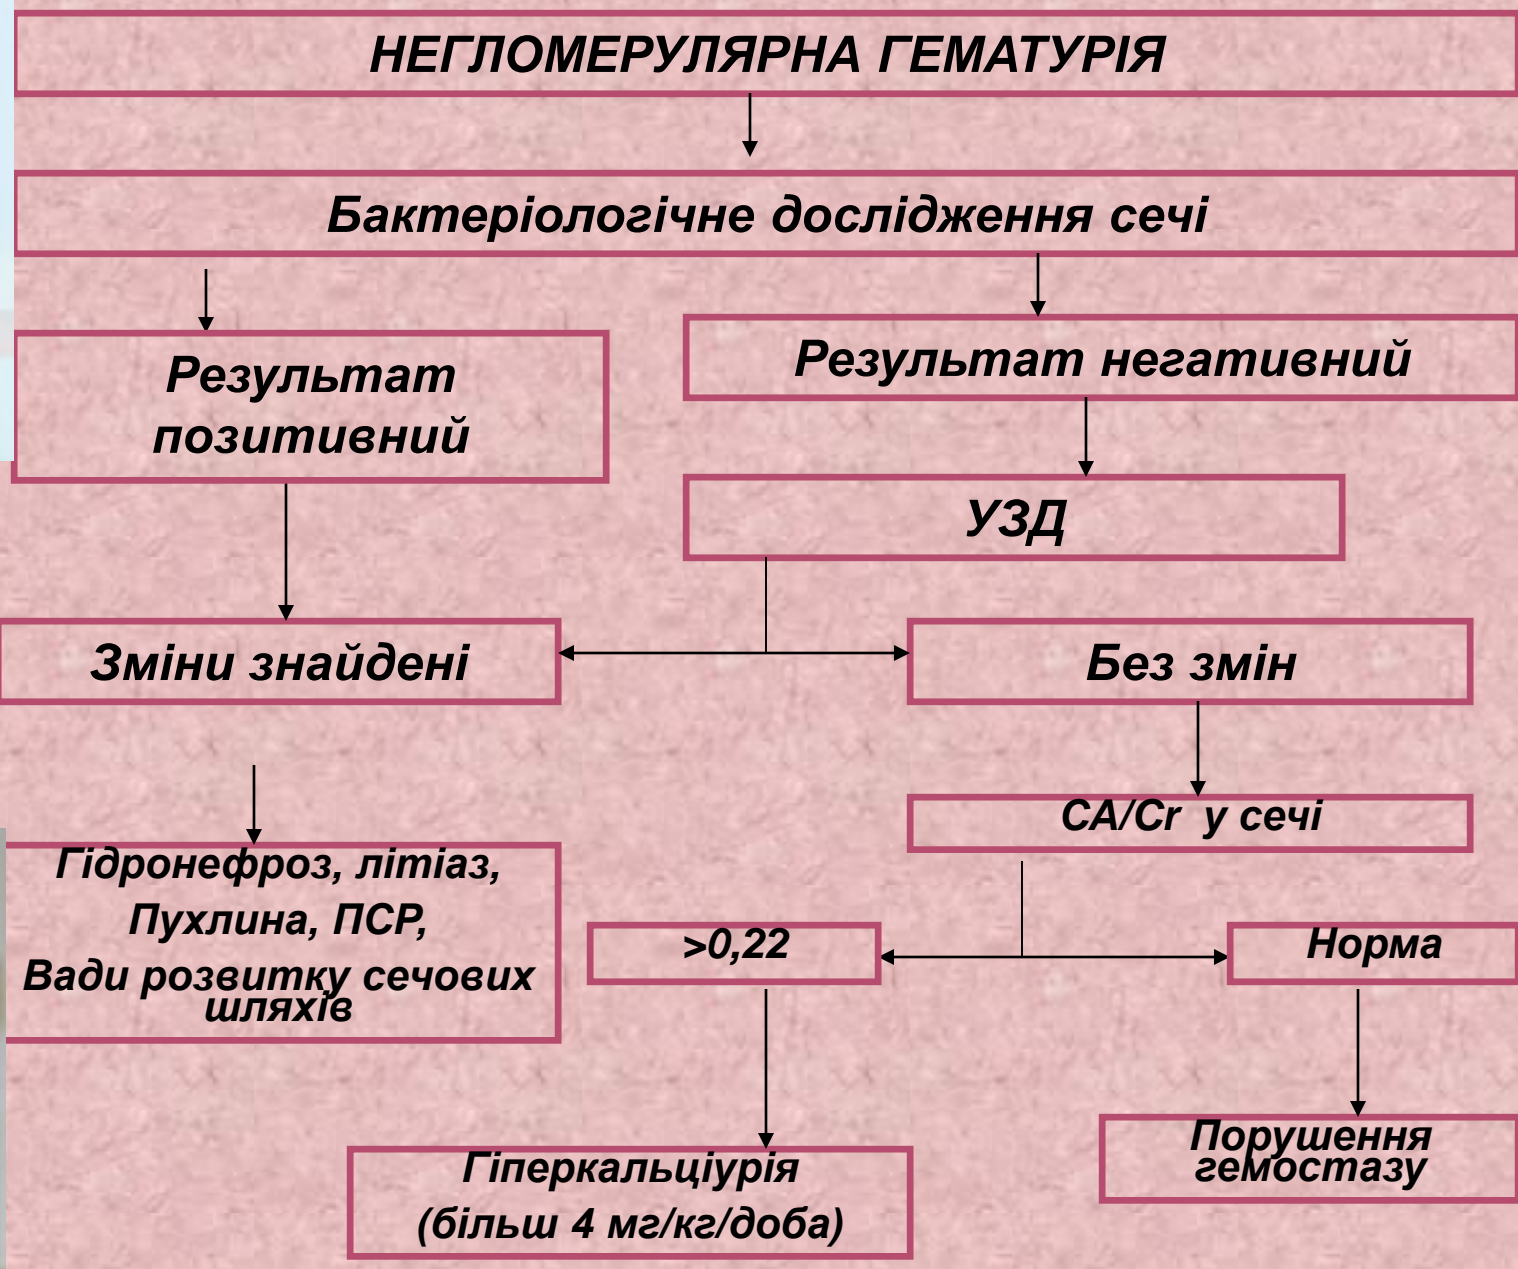 НЕГЛОМЕРУЛЯРНА ГЕМАТУРІЯ
Бактеріологічне дослідження сечі
Результат
позитивний
Результат негативний
УЗД
Зміни знайдені
Без змін
СА/Cr у сечі
Гідронефроз, літіаз,
Пухлина, ПСР,
Вади розвитку сечових
шляхів
>0,22
Норма
Гіперкальціурія
(більш 4 мг/кг/доба)
Порушення
гемостазу